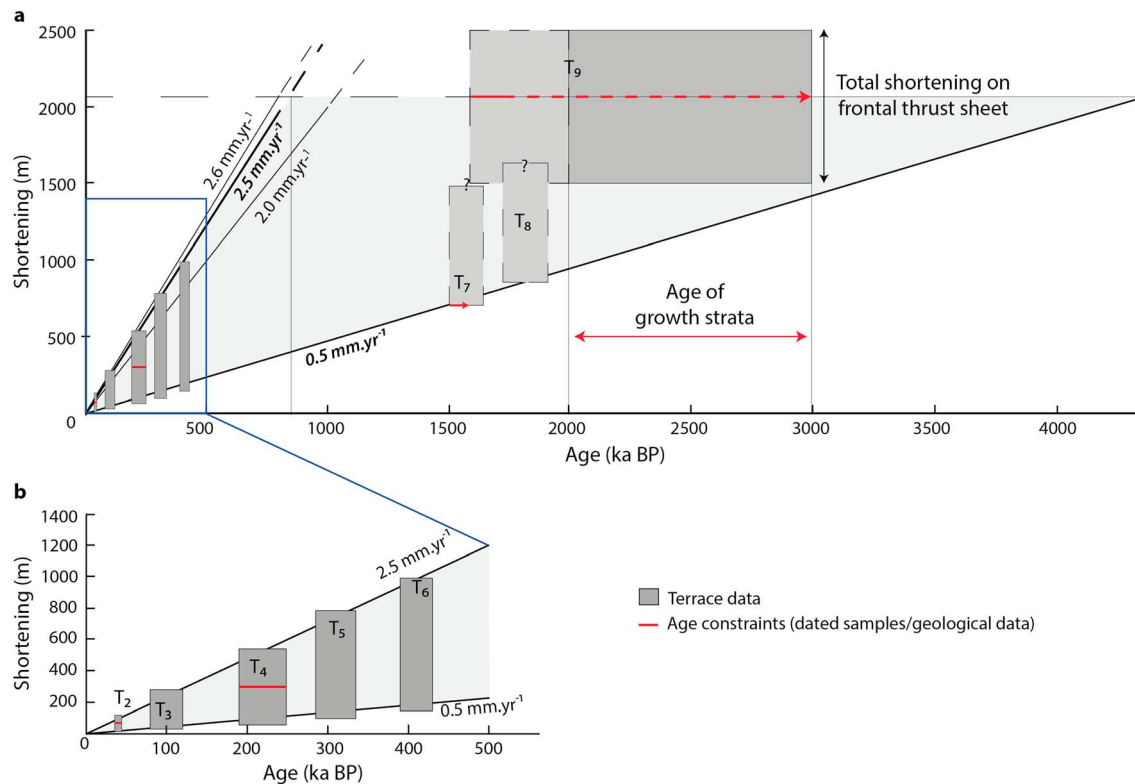 a
2500
2000
1500
1000
500
0
Shortening (m)
2.6 mm.yr-1
2.5 mm.yr-1
2.0 mm.yr-1
0.5 mm.yr-1
T9
?
?
T8
T7
Total shortening on
frontal thrust sheet
Age of
growth strata
500
1000
1500
2000
2500
3000
3500
4000
Age (ka BP)
b
1400
1200
1000
800
600
400
200
Shortening (m)
2.5 mm.yr-1
T6
T5
T4
T2
T3
0.5 mm.yr-1
0
100
200
300
400
500
Age (ka BP)
Terrace data
Age constraints (dated samples/geological data)